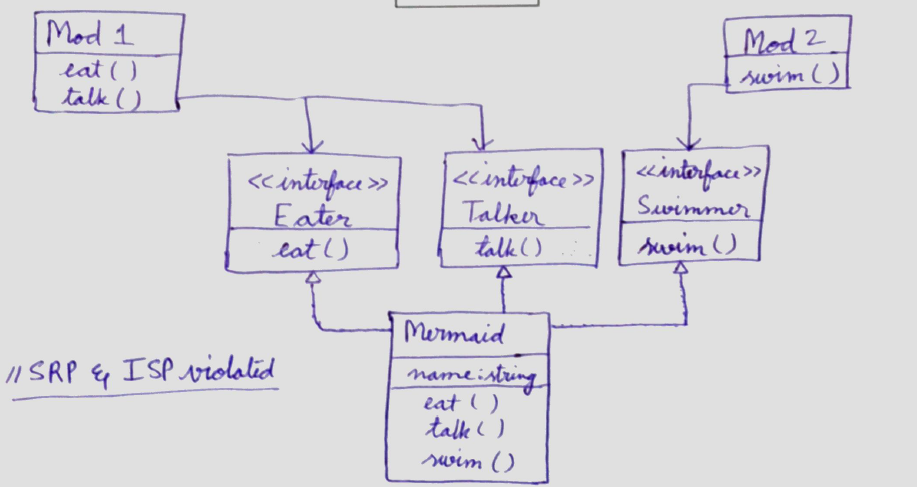 Mod 1
eat ( )
talk ( )
Mod 2
swim ( )
<<interface>>
Eater
eat ( )
<<interface>>
Talker
talk ( )
<<interface>>
Swimmer
swim ( )
Mermaid
name : string
eat ( )
talk ( )
swim ( )
// SRP & ISP violated